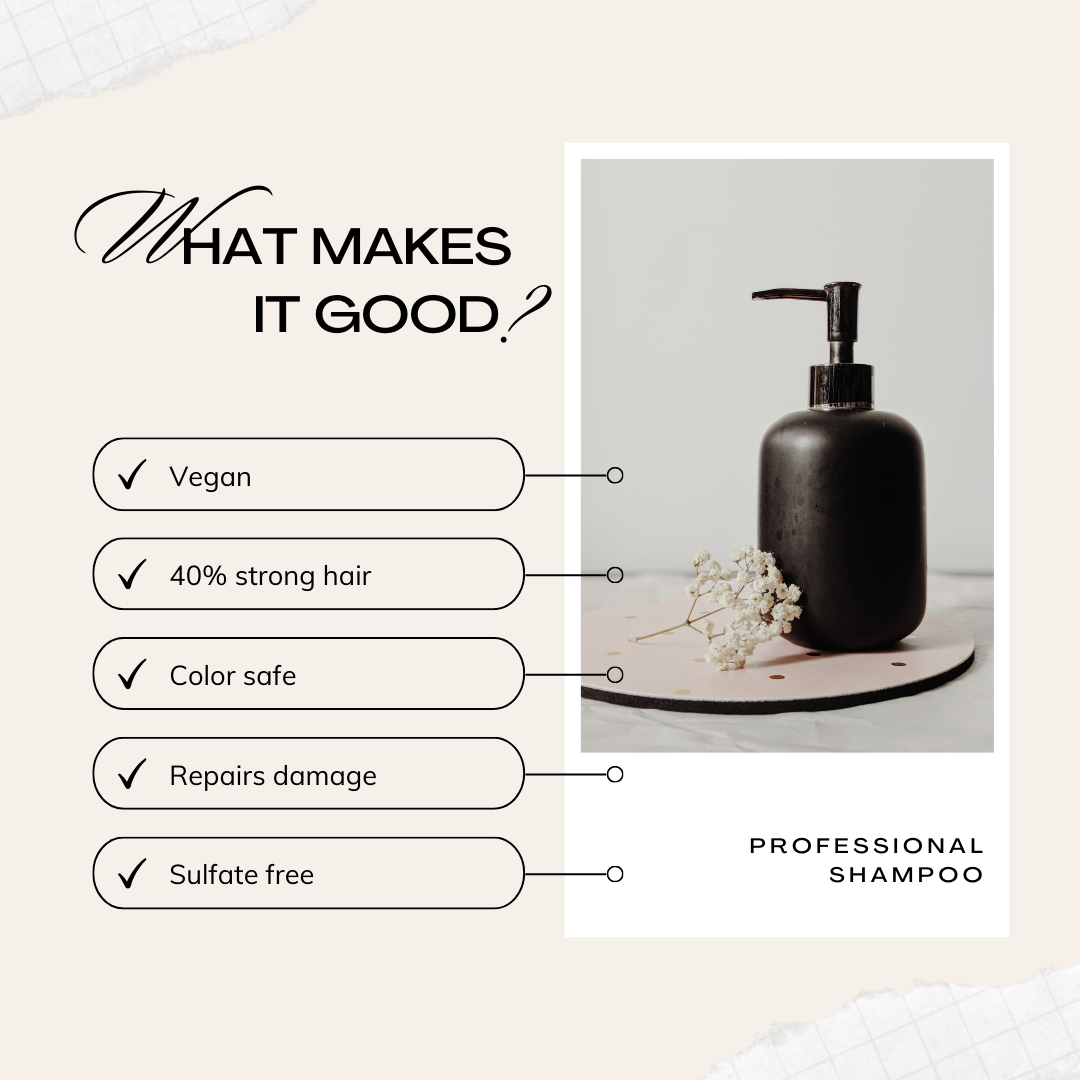 WHAT MAKES
IT GOOD?
Vegan
40% strong hair
Color safe
Repairs damage
Sulfate free
PROFESSIONAL
SHAMPOO